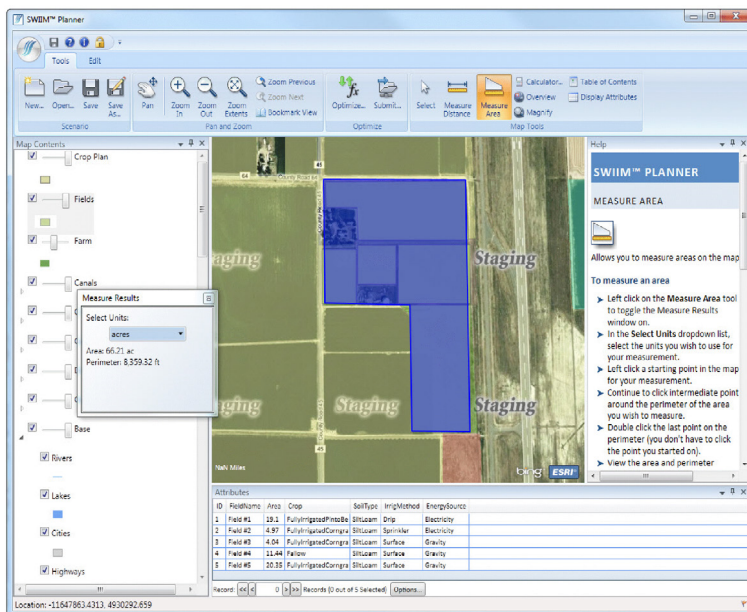 SWIIM™ Planner
Tools Edit
New... Open... Save Save As...
Scenario
Pan Zoom In Zoom Out Zoom Extents
Zoom Previous
Zoom Next
Bookmark View
Pan and Zoom
Optimize... Submit...
Optimize
Select Measure Distance Measure Area
Calculator...
Overview
Magnify
Table of Contents
Display Attributes
Map Tools
Map Contents
Crop Plan
Fields
Farm
Canals
Base
Rivers
Lakes
Cities
Highways
Measure Results
Select Units:
acres
Area: 66.21 ac
Perimeter: 8,359.32 ft
64
41
County Road 64
Staging
Staging
aging
Staging
Staging
49
NaN Miles
bing ESRI
Help
SWIIM™ PLANNER
MEASURE AREA
Allows you to measure areas on the map
To measure an area
Left click on the Measure Area tool
to toggle the Measure Results
window on.
In the Select Units dropdown list,
select the units you wish to use for
your measurement.
Left click a starting point in the map
for your measurement.
Continue to click intermediate point
around the perimeter of the area
you wish to measure.
Double click the last point on the
perimeter (you don't have to click
the point you started on).
View the area and perimeter
Attributes
ID FieldName Area Crop SoilType IrrigMethod EnergySource
1 Field #1 19.1 FullyIrrigatedPintoBe SiltLoam Drip Electricity
2 Field #2 4.97 FullyIrrigatedCorngra SiltLoam Sprinkler Electricity
3 Field #3 4.04 FullyIrrigatedCorngra SiltLoam Surface Gravity
4 Field #4 11.44 Fallow SiltLoam Surface Gravity
5 Field #5 20.35 FullyIrrigatedCorngra SiltLoam Surface Gravity
Record: 0 Records (0 out of 5 Selected) Options...
Location: -11647863.4313, 4930292.659